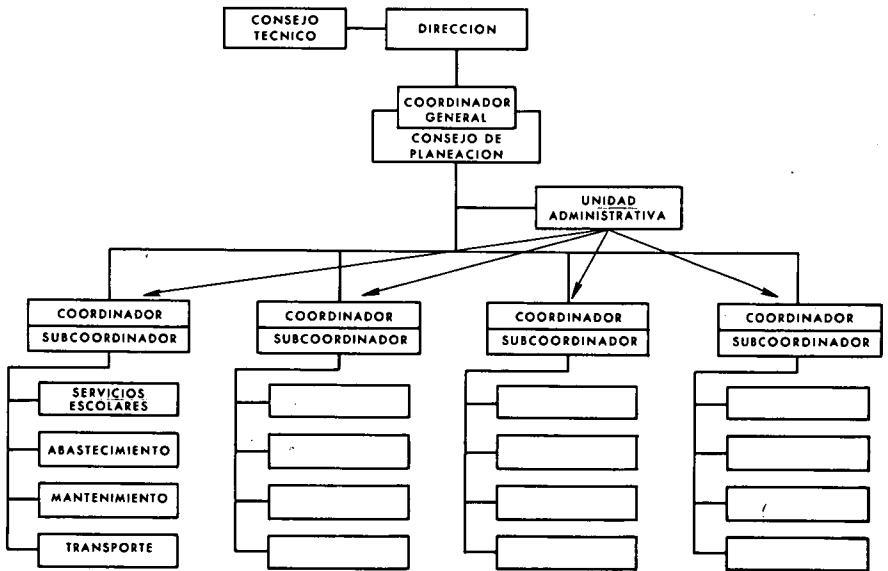 CONSEJO
TECNICO
DIRECCION
COORDINADOR
GENERAL
CONSEJO DE
PLANEACION
UNIDAD
ADMINISTRATIVA
COORDINADOR
SUBCOORDINADOR
COORDINADOR
SUBCOORDINADOR
COORDINADOR
SUBCOORDINADOR
COORDINADOR
SUBCOORDINADOR
SERVICIOS
ESCOLARES
ABASTECIMIENTO
MANTENIMIENTO
TRANSPORTE